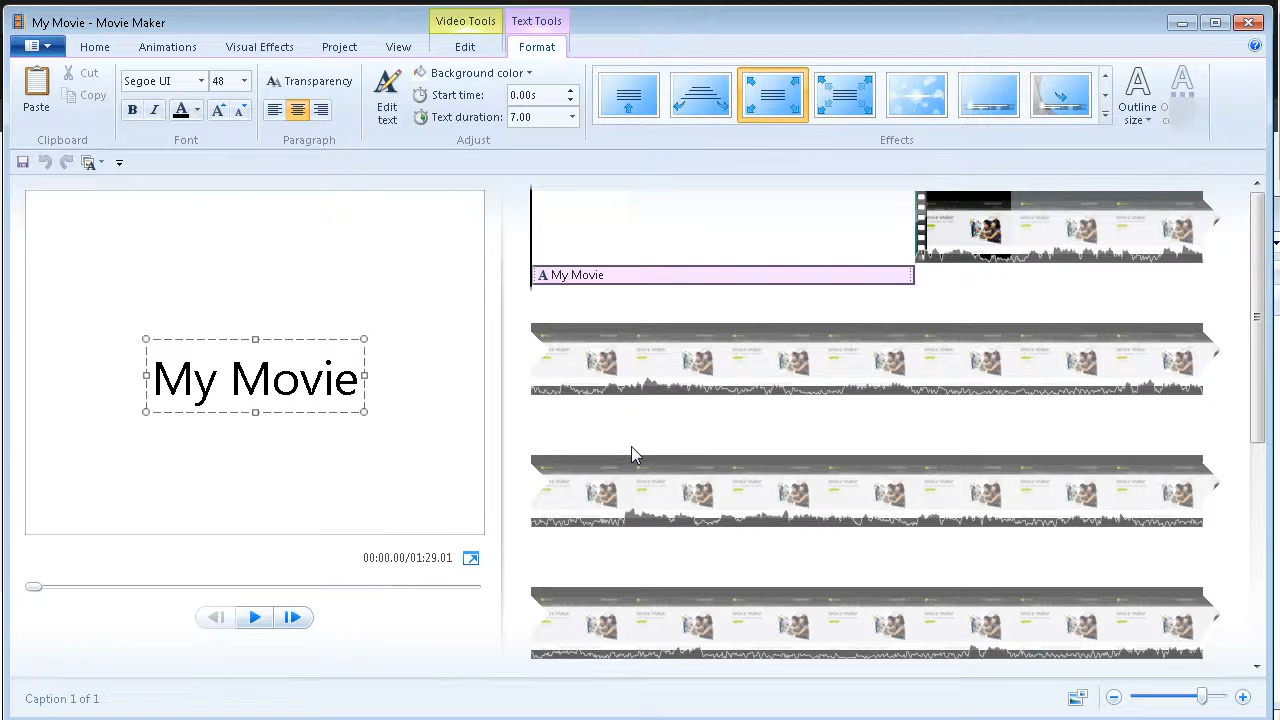 My Movie - Movie Maker
Video Tools
Text Tools
Home
Animations
Visual Effects
Project
View
Edit
Format
Paste
Cut
Copy
Clipboard
Segoe UI
48
B
I
A
A
A
Font
Transparency
Paragraph
Edit
text
Background color
Start time:
0.00s
Text duration:
7.00
Adjust
Effects
Outline
size
A My Movie
My Movie
00:00.00/01:29.01
Caption 1 of 1